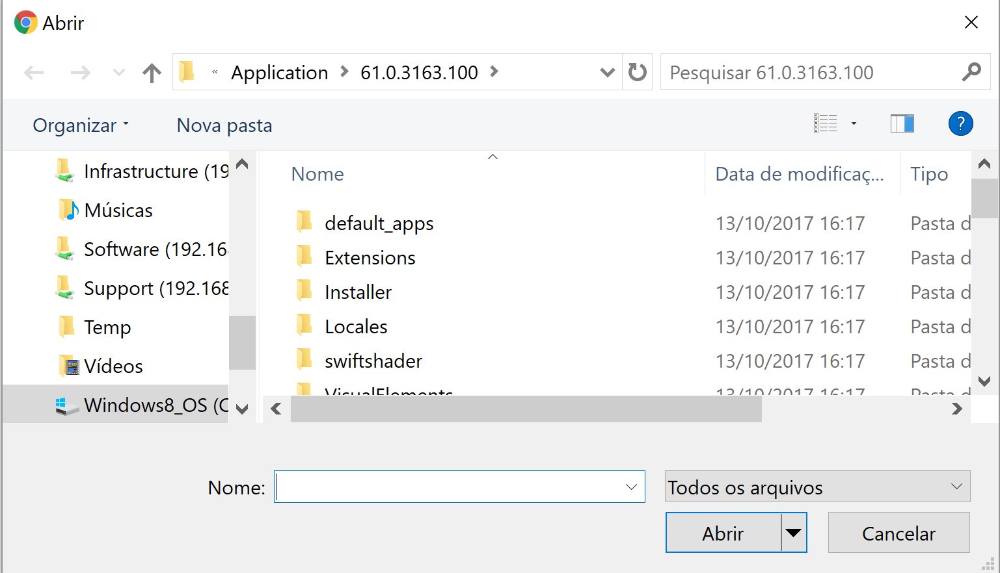 Abrir
« Application > 61.0.3163.100 >
Pesquisar 61.0.3163.100
Organizar
Nova pasta
?
Infrastructure (19
Músicas
Software (192.16
Support (192.168
Temp
Vídeos
Windows8_OS (C
Nome Data de modificaç... Tipo
default_apps 13/10/2017 16:17 Pasta d
Extensions 13/10/2017 16:17 Pasta d
Installer 13/10/2017 16:17 Pasta d
Locales 13/10/2017 16:17 Pasta d
swiftshader 13/10/2017 16:17 Pasta d
VisualElements 13/10/2017 16:17 Pasta d
Nome:
Todos os arquivos
Abrir
Cancelar